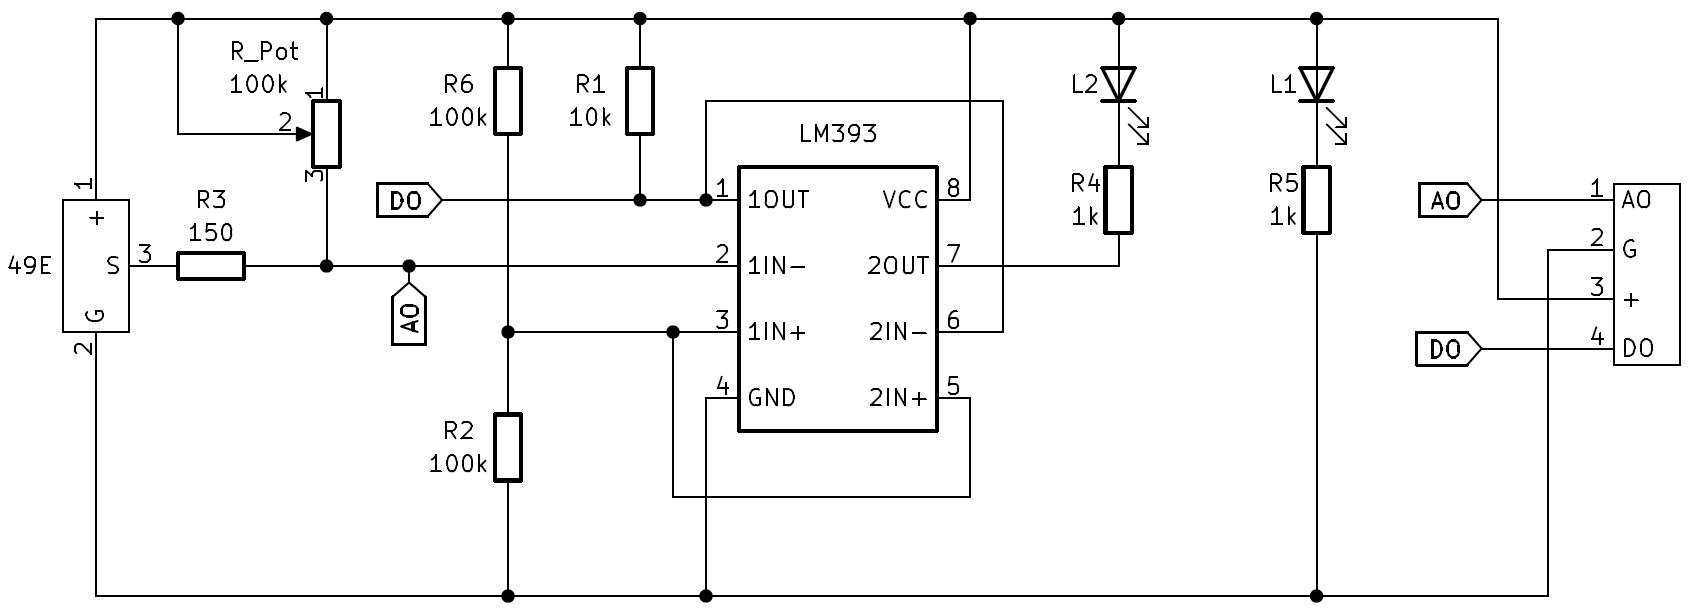 R_Pot
100k
1
2
3
R6
100k
R1
10k
L2
L1
LM393
1
+
R3
150
49E
S
3
G
2
DO
AO
1
1OUT
VCC
8
2
1IN-
2OUT
7
3
1IN+
2IN-
6
4
GND
2IN+
5
R2
100k
R4
1k
R5
1k
AO
1
AO
2
G
3
+
DO
4
DO